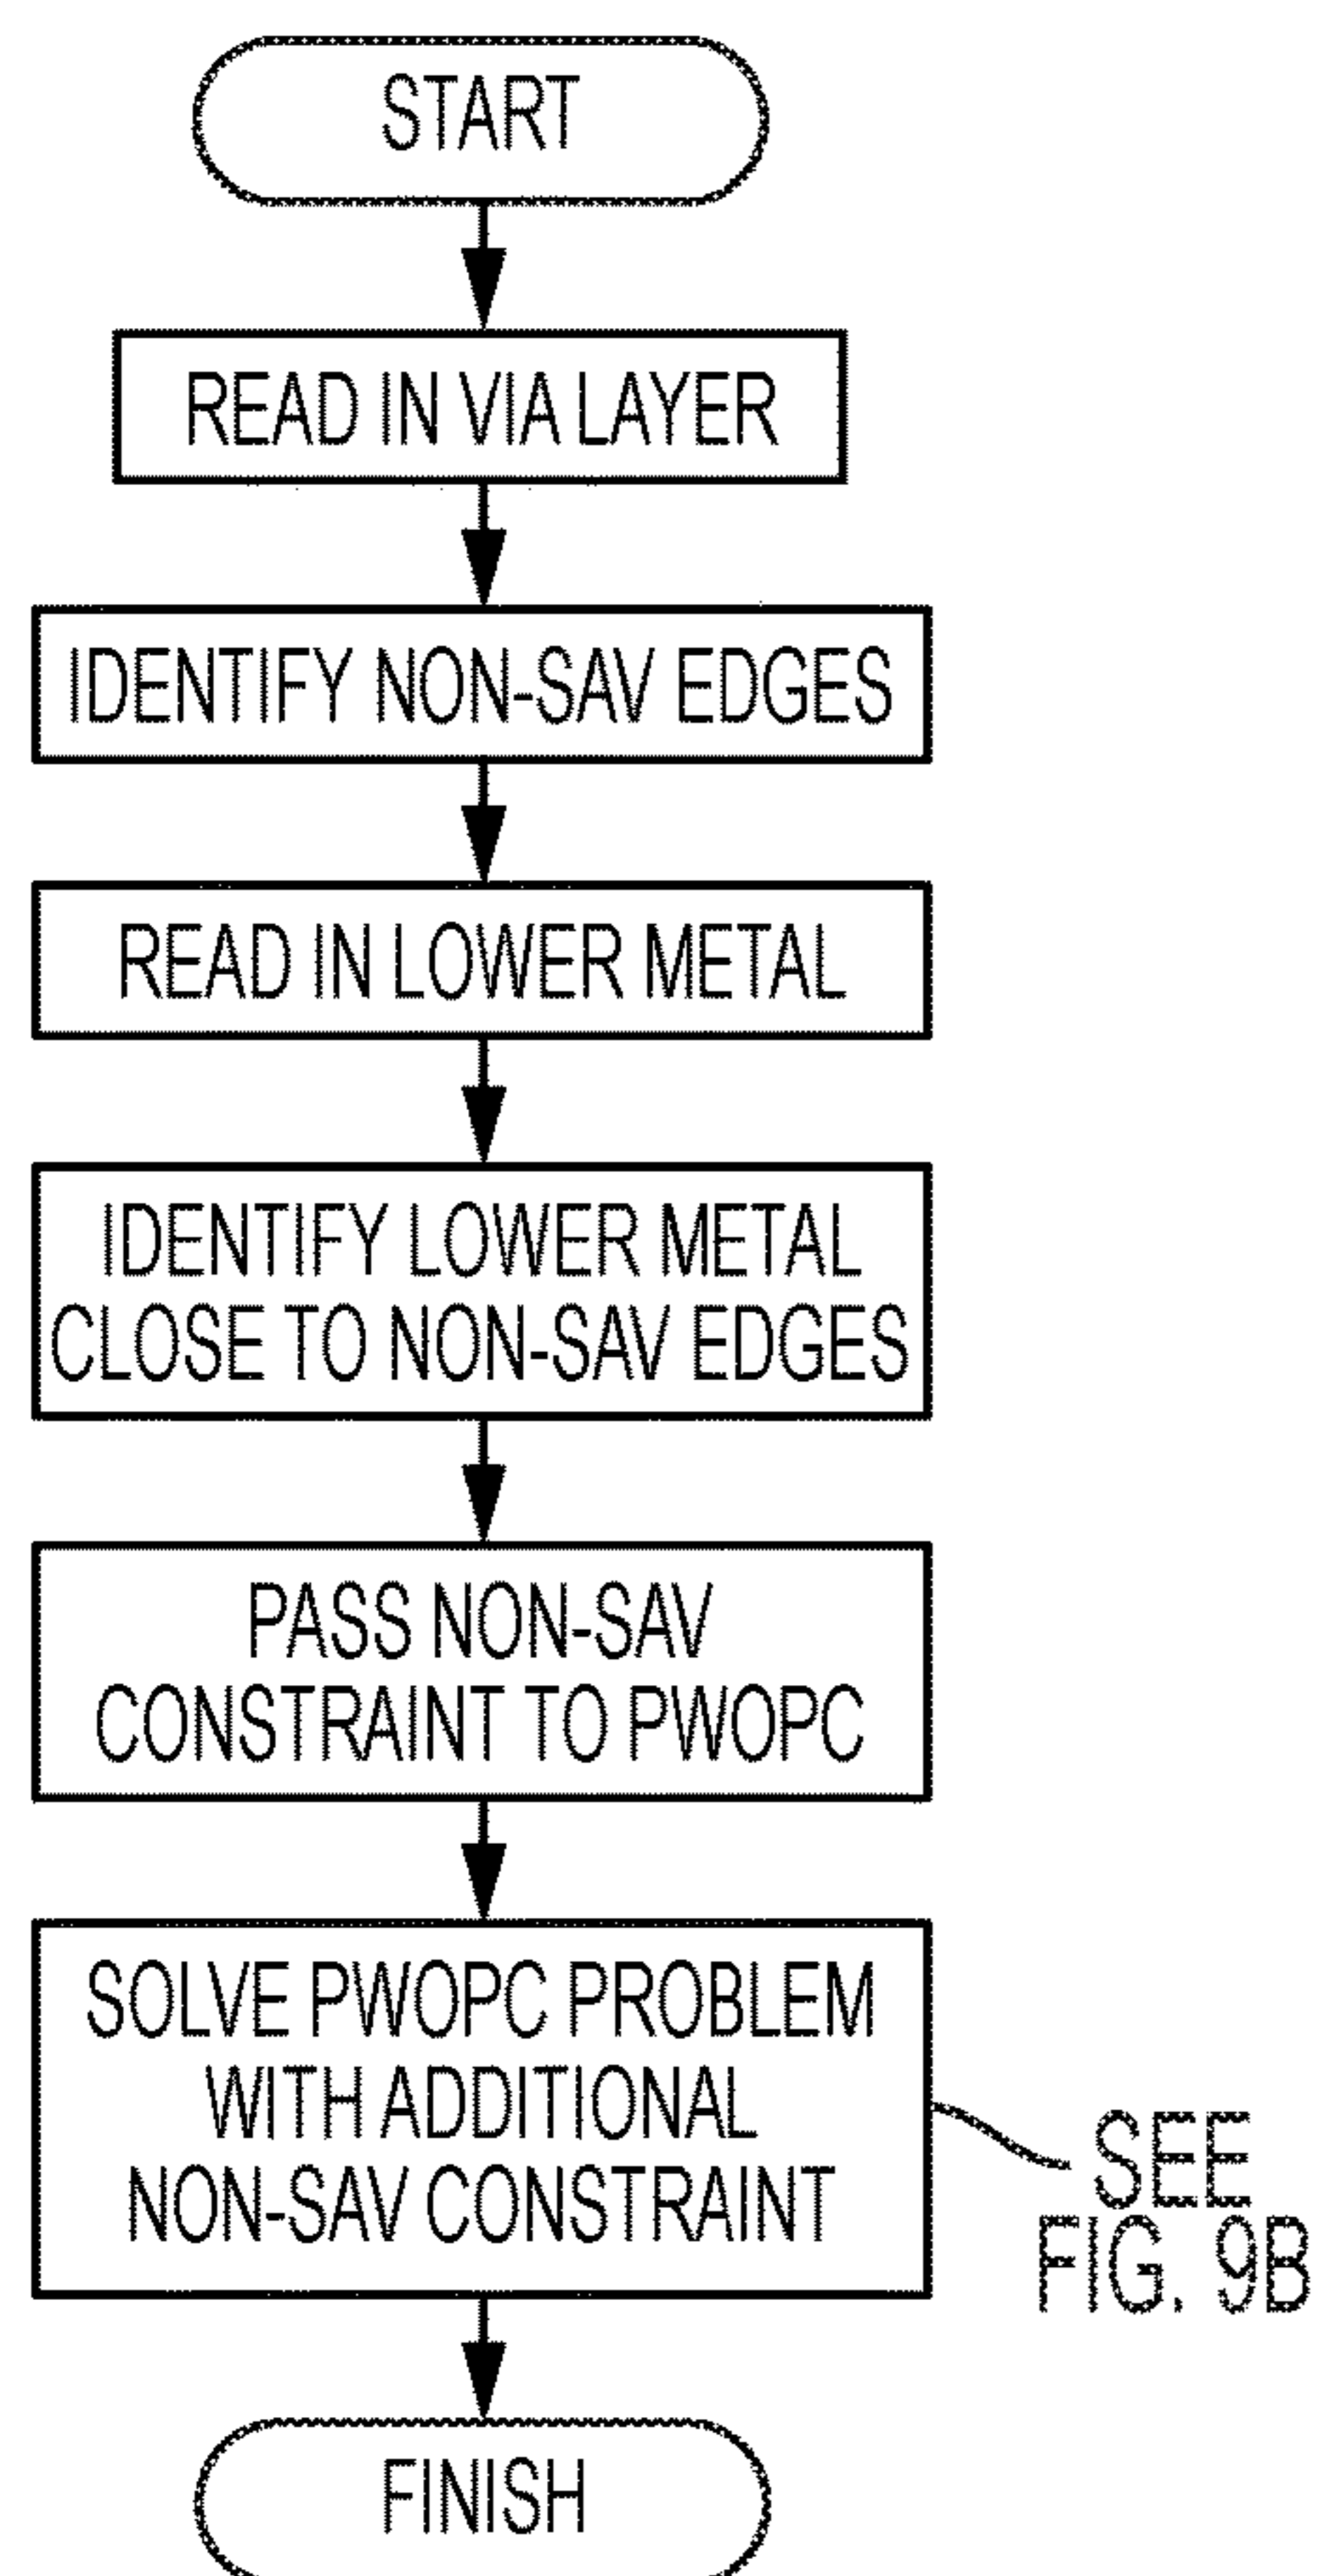 START
READ IN VIA LAYER
IDENTIFY NON-SAV EDGES
READ IN LOWER METAL
IDENTIFY LOWER METAL
CLOSE TO NON-SAV EDGES
PASS NON-SAV
CONSTRAINT TO PWOPC
SOLVE PWOPC PROBLEM
WITH ADDITIONAL
NON-SAV CONSTRAINT
SEE
FIG. 9B
FINISH